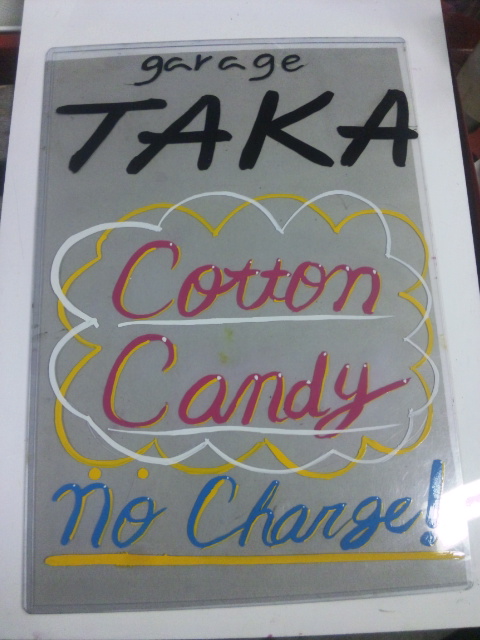 garage
TAKA
Cotton
Candy
no Charge!